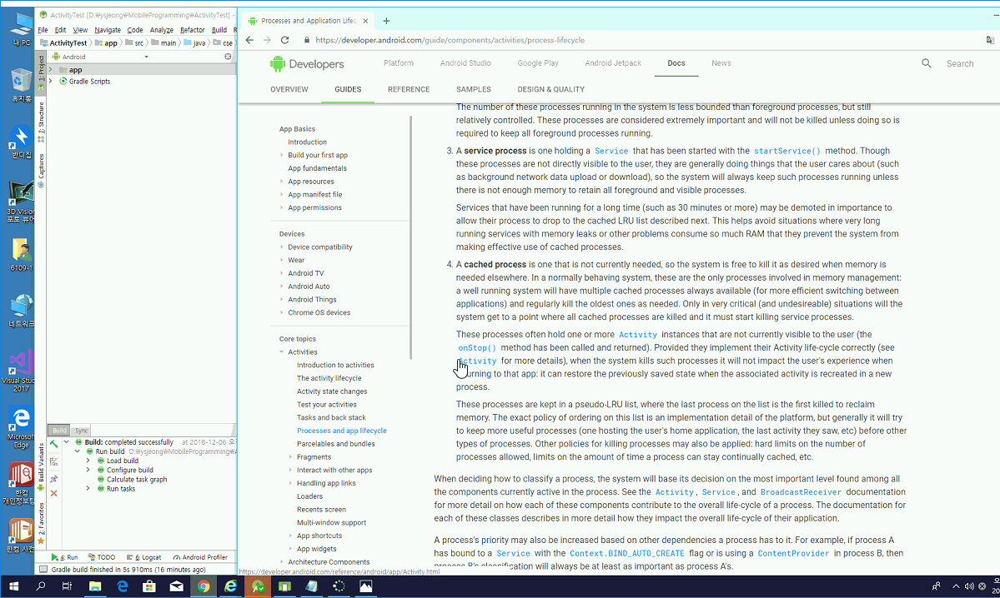 ActivityTest [D:\ysjeong\MobileProgramming\ActivityTest] -
File Edit View Navigate Code Analyze Refactor Build
ActivityTest app src main java cse
Android
app
Gradle Scripts
1: Project
7: Structure
Captures
Build Variants
2: Favorites
내 PC
휴지통
반디집
3D Vision
포토 뷰어
6109-1
네트워크
Visual Studio
2017
Microsoft
Edge
한컴
한컴 사전
Build Sync
Build: completed successfully at 2018-12-06
Run build D:\ysjeong\MobileProgramming\A
Load build
Configure build
Calculate task graph
Run tasks
4: Run TODO 6: Logcat Android Profiler
Gradle build finished in 5s 910ms (16 minutes ago)
Processes and Application Lifec
https://developer.android.com/guide/components/activities/process-lifecycle
Developers Platform Android Studio Google Play Android Jetpack Docs News Search
OVERVIEW GUIDES REFERENCE SAMPLES DESIGN & QUALITY
App Basics
Introduction
Build your first app
App fundamentals
App resources
App manifest file
App permissions
Devices
Device compatibility
Wear
Android TV
Android Auto
Android Things
Chrome OS devices
Core topics
Activities
Introduction to activities
The activity lifecycle
Activity state changes
Test your activities
Tasks and back stack
Processes and app lifecycle
Parcelables and bundles
Fragments
Interact with other apps
Handling app links
Loaders
Recents screen
Multi-window support
App shortcuts
App widgets
Architecture Components
The number of these processes running in the system is less bounded than foreground processes, but still
relatively controlled. These processes are considered extremely important and will not be killed unless doing so is
required to keep all foreground processes running.
3. A service process is one holding a Service that has been started with the startService() method. Though
these processes are not directly visible to the user, they are generally doing things that the user cares about (such
as background network data upload or download), so the system will always keep such processes running unless
there is not enough memory to retain all foreground and visible processes.
Services that have been running for a long time (such as 30 minutes or more) may be demoted in importance to
allow their process to drop to the cached LRU list described next. This helps avoid situations where very long
running services with memory leaks or other problems consume so much RAM that they prevent the system from
making effective use of cached processes.
4. A cached process is one that is not currently needed, so the system is free to kill it as desired when memory is
needed elsewhere. In a normally behaving system, these are the only processes involved in memory management:
a well running system will have multiple cached processes always available (for more efficient switching between
applications) and regularly kill the oldest ones as needed. Only in very critical (and undesireable) situations will the
system get to a point where all cached processes are killed and it must start killing service processes.
These processes often hold one or more Activity instances that are not currently visible to the user (the
onStop() method has been called and returned). Provided they implement their Activity life-cycle correctly (see
Activity for more details), when the system kills such processes it will not impact the user's experience when
returning to that app: it can restore the previously saved state when the associated activity is recreated in a new
process.
These processes are kept in a pseudo-LRU list, where the last process on the list is the first killed to reclaim
memory. The exact policy of ordering on this list is an implementation detail of the platform, but generally it will try
to keep more useful processes (one hosting the user's home application, the last activity they saw, etc) before other
types of processes. Other policies for killing processes may also be applied: hard limits on the number of
processes allowed, limits on the amount of time a process can stay continually cached, etc.
When deciding how to classify a process, the system will base its decision on the most important level found among all
the components currently active in the process. See the Activity, Service, and BroadcastReceiver documentation
for more detail on how each of these components contribute to the overall life-cycle of a process. The documentation for
each of these classes describes in more detail how they impact the overall life-cycle of their application.
A process's priority may also be increased based on other dependencies a process has to it. For example, if process A
has bound to a Service with the Context.BIND_AUTO_CREATE flag or is using a ContentProvider in process B, then
process B's classification will always be at least as important as process A's.
https://developer.android.com/reference/android/app/Activity.html